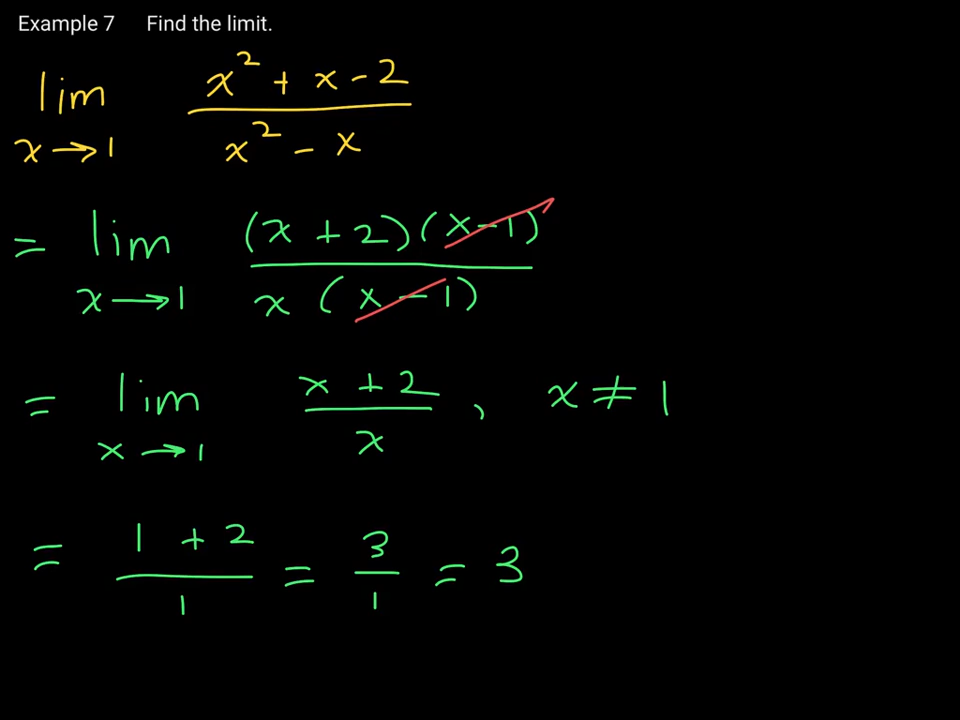 Example 7 Find the limit.
lim x→1 (x² + x - 2)/(x² - x)
= lim x→1 ((x + 2)(x - 1))/(x (x - 1))
= lim x→1 (x + 2)/x , x ≠ 1
= (1 + 2)/1 = 3/1 = 3